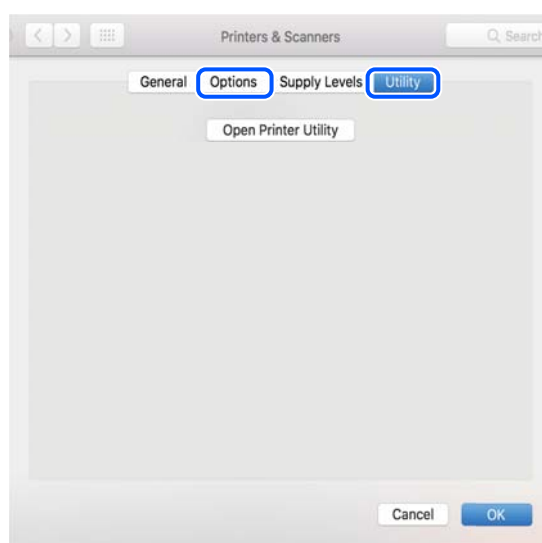 Printers & Scanners
Search
General Options Supply Levels Utility
Open Printer Utility
Cancel OK